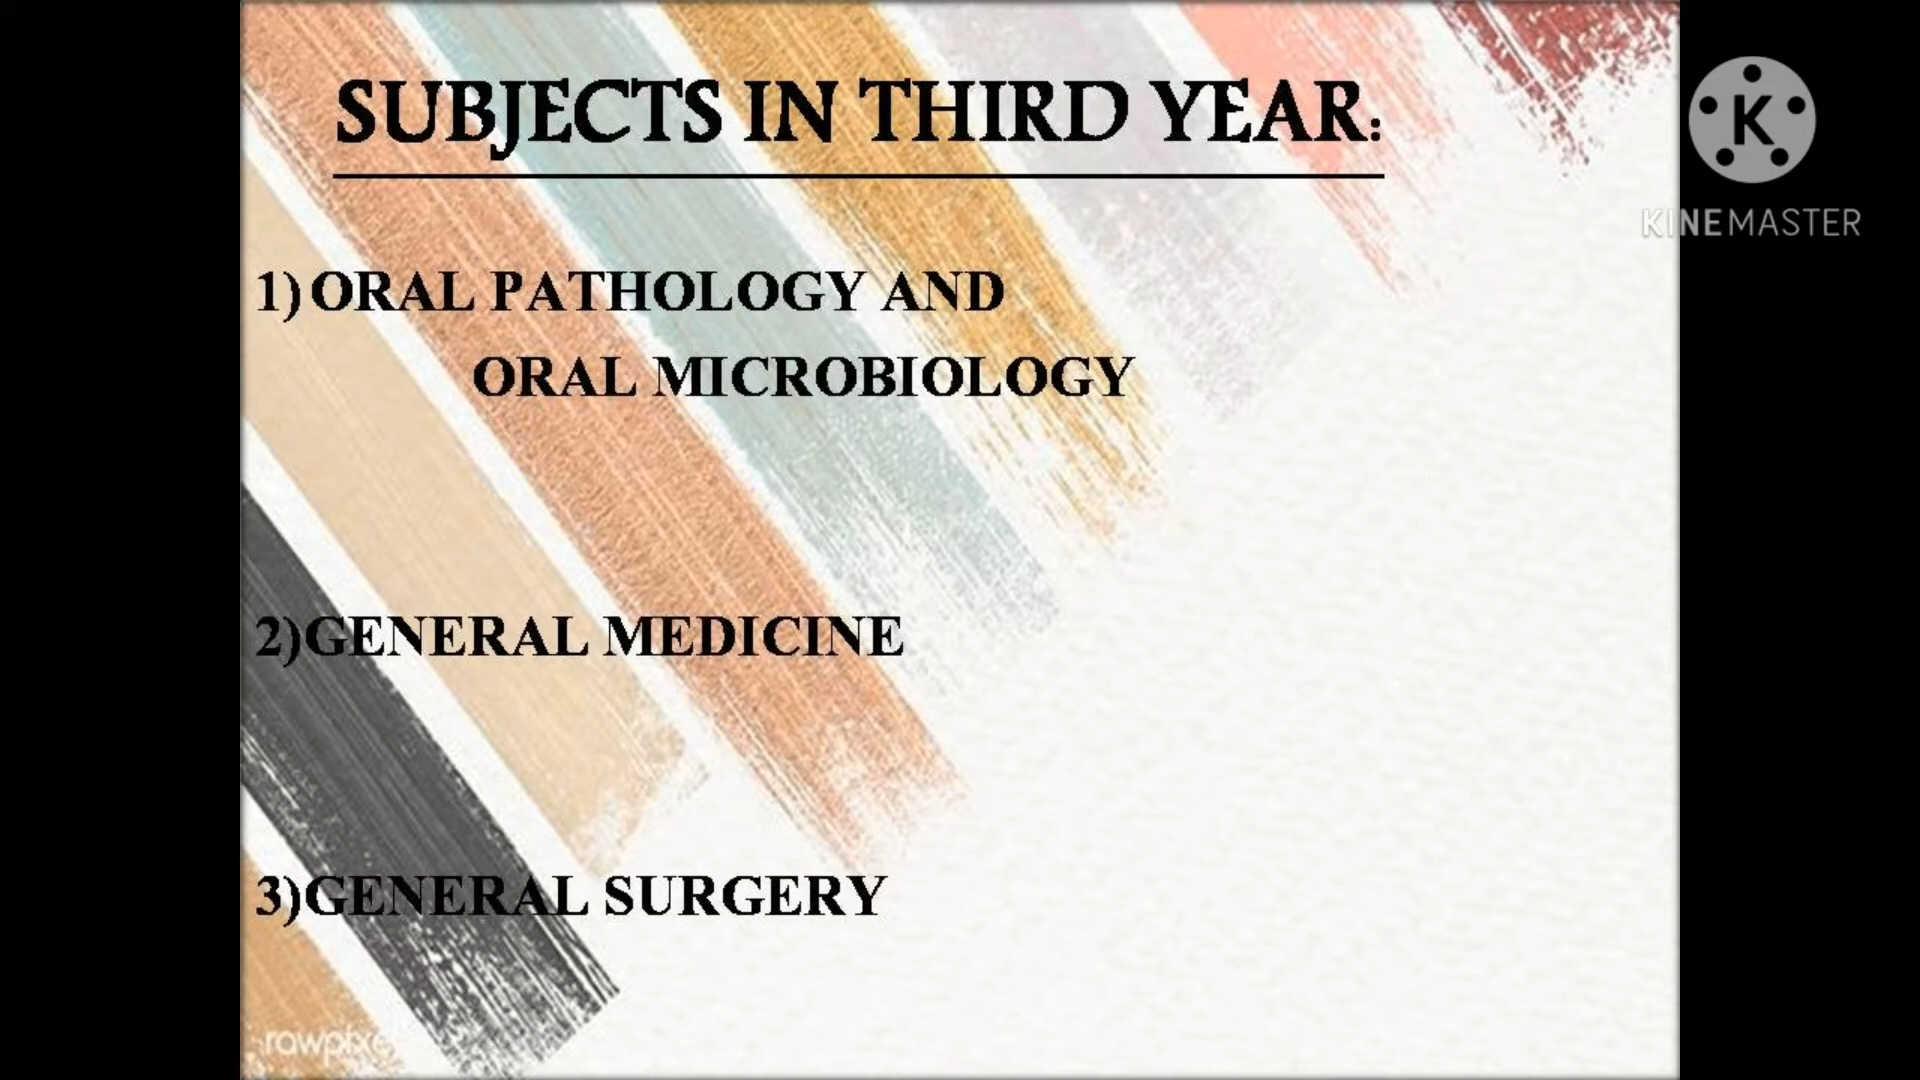 SUBJECTS IN THIRD YEAR:
K
KINEMASTER
1) ORAL PATHOLOGY AND
ORAL MICROBIOLOGY
2)GENERAL MEDICINE
3)GENERAL SURGERY